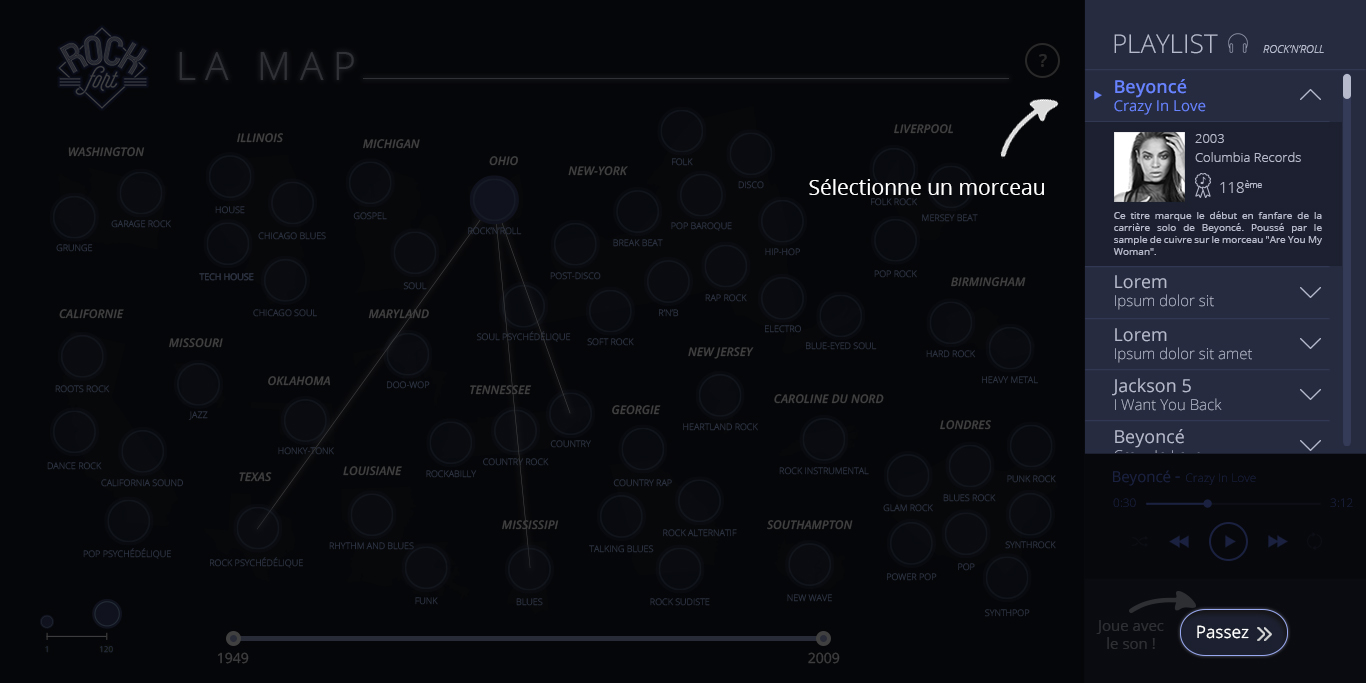 ROCK
fort
LA MAP
?
PLAYLIST
ROCK'N'ROLL
Beyoncé
Crazy In Love
2003
Columbia Records
118ème
Ce titre marque le début en fanfare de la
carrière solo de Beyoncé. Poussé par le
sample de cuivre sur le morceau "Are You My
Woman".
Lorem
Ipsum dolor sit
Lorem
Ipsum dolor sit amet
Jackson 5
I Want You Back
Beyoncé
Sélectionne un morceau
WASHINGTON
GRUNGE
GARAGE ROCK
ILLINOIS
HOUSE
CHICAGO BLUES
TECH HOUSE
CHICAGO SOUL
MICHIGAN
GOSPEL
SOUL
OHIO
ROCK'N'ROLL
NEW-YORK
FOLK
DISCO
POP BAROQUE
BREAK BEAT
HIP-HOP
POST-DISCO
RAP ROCK
R'N'B
SOUL PSYCHÉDÉLIQUE
SOFT ROCK
ELECTRO
BLUE-EYED SOUL
LIVERPOOL
FOLK ROCK
MERSEY BEAT
POP ROCK
BIRMINGHAM
HARD ROCK
HEAVY METAL
CALIFORNIE
ROOTS ROCK
DANCE ROCK
CALIFORNIA SOUND
POP PSYCHÉDÉLIQUE
MISSOURI
JAZZ
OKLAHOMA
HONKY-TONK
MARYLAND
DOO-WOP
TENNESSEE
COUNTRY
COUNTRY ROCK
ROCKABILLY
NEW JERSEY
HEARTLAND ROCK
GEORGIE
COUNTRY RAP
ROCK ALTERNATIF
TALKING BLUES
ROCK SUDISTE
CAROLINE DU NORD
ROCK INSTRUMENTAL
LONDRES
PUNK ROCK
BLUES ROCK
GLAM ROCK
SYNTHROCK
POP
POWER POP
SYNTHPOP
TEXAS
ROCK PSYCHÉDÉLIQUE
LOUISIANE
RHYTHM AND BLUES
FUNK
MISSISSIPI
BLUES
SOUTHAMPTON
NEW WAVE
1
120
1949
2009
Beyoncé - Crazy In Love
0:30
3:12
Joue avec
le son !
Passez